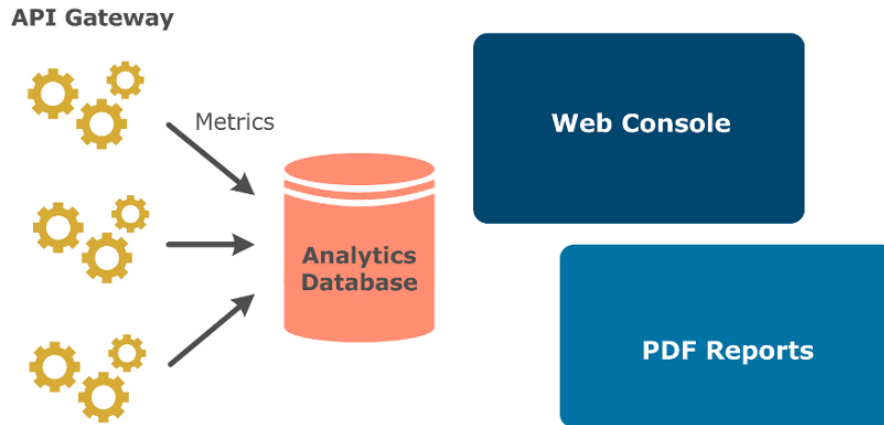 API Gateway
Metrics
Web Console
Analytics
Database
PDF Reports